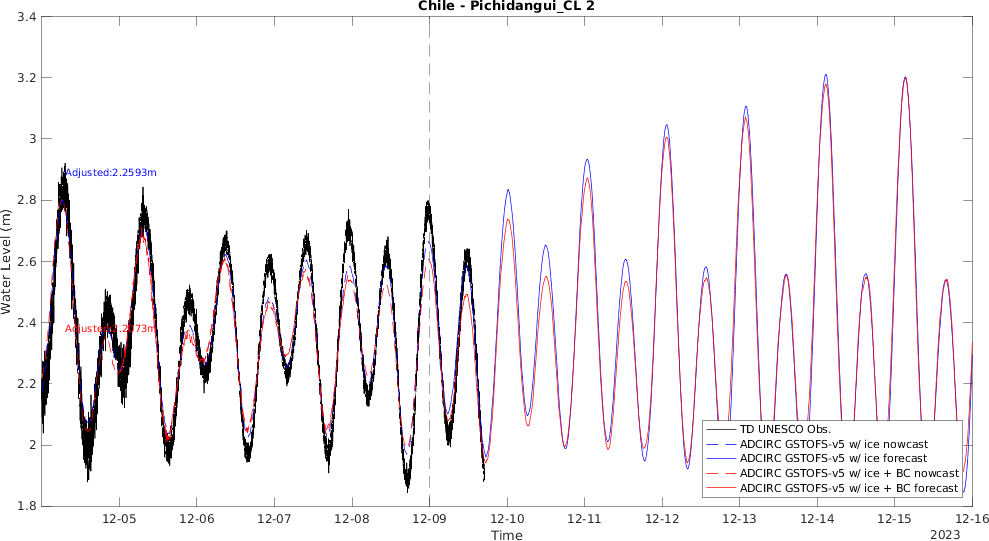 Chile - Pichidangui_CL 2
3.4
3.2
3
2.8
2.6
2.4
2.2
2
1.8
Water Level (m)
Adjusted:2.2593m
TD UNESCO Obs.
ADCIRC GSTOFS-v5 w/ ice nowcast
ADCIRC GSTOFS-v5 w/ ice forecast
ADCIRC GSTOFS-v5 w/ ice + BC nowcast
ADCIRC GSTOFS-v5 w/ ice + BC forecast
12-05
12-06
12-07
12-08
12-09
12-10
12-11
12-12
12-13
12-14
12-15
12-16
Time
2023